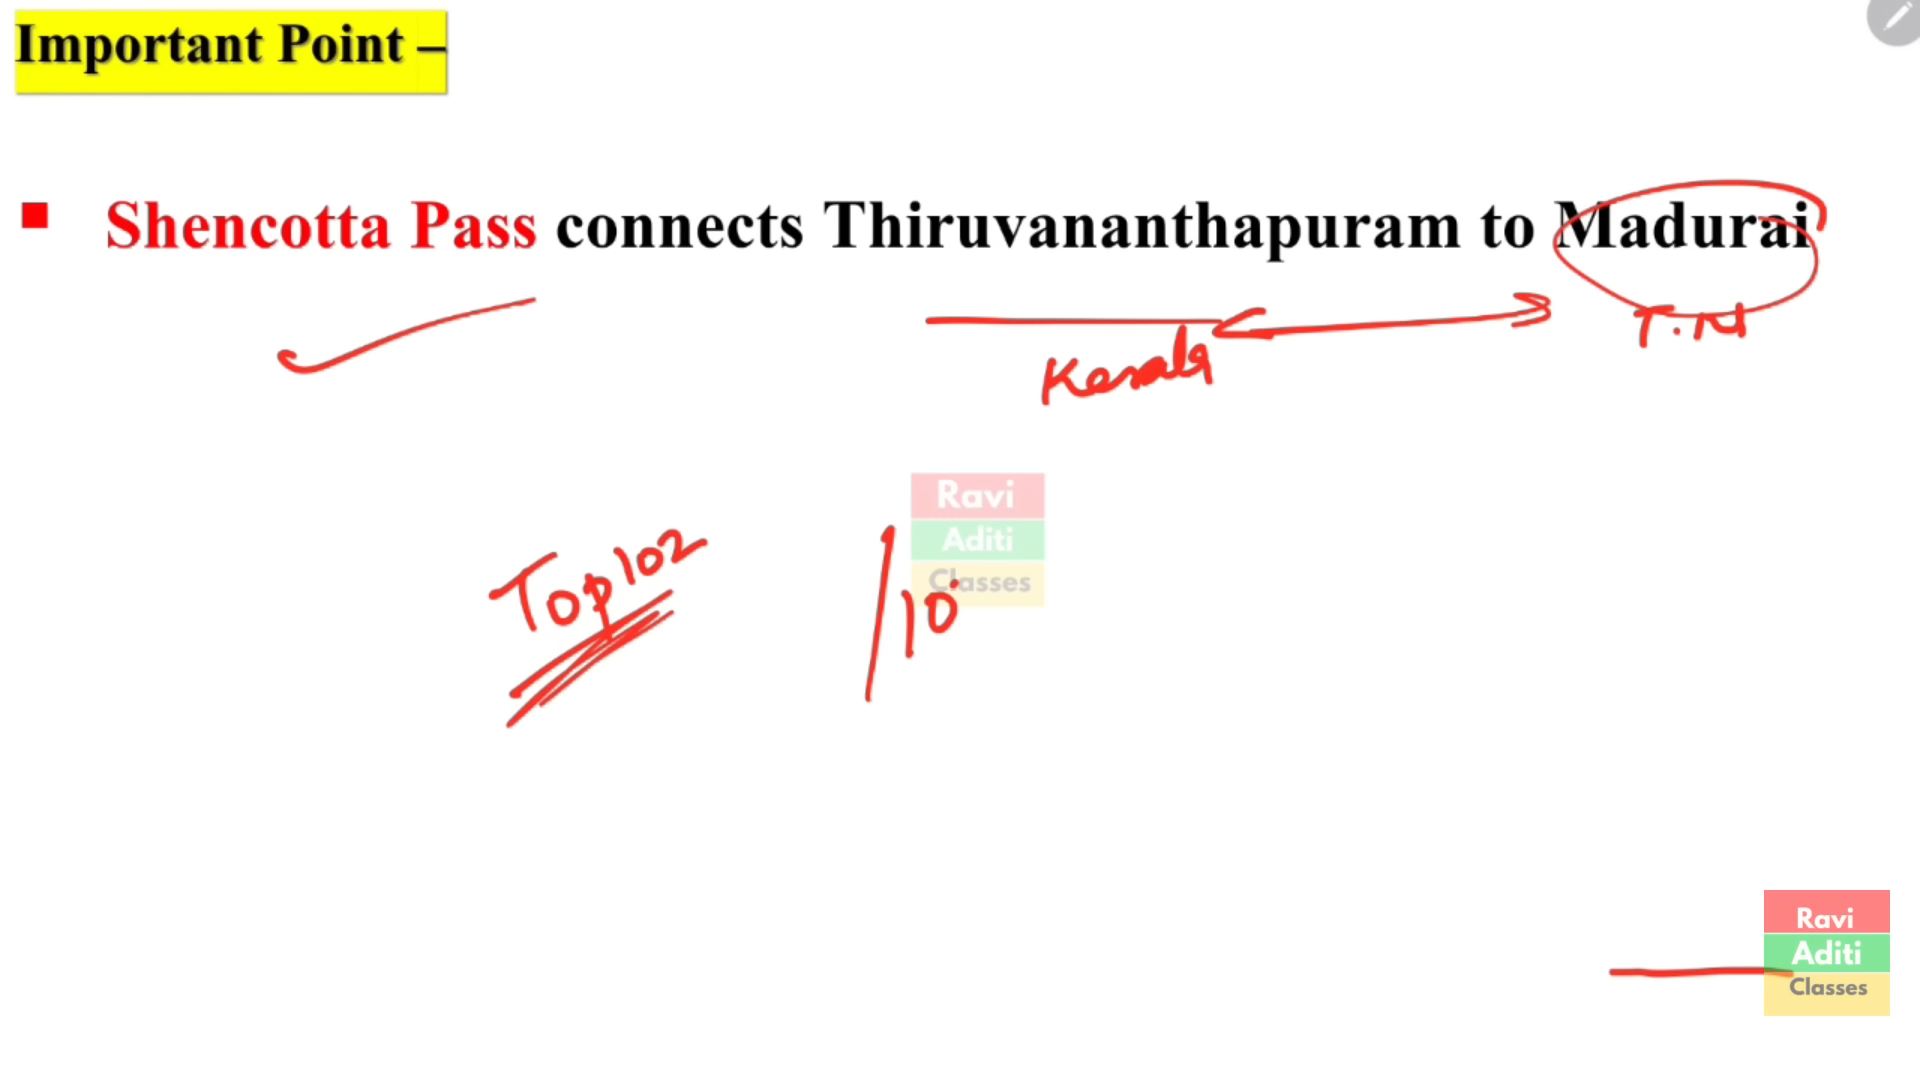 Important Point –
▪ Shencotta Pass connects Thiruvananthapuram to Madurai
Kerala
T.N
Top 102
10
Ravi
Aditi
Classes
Ravi
Aditi
Classes